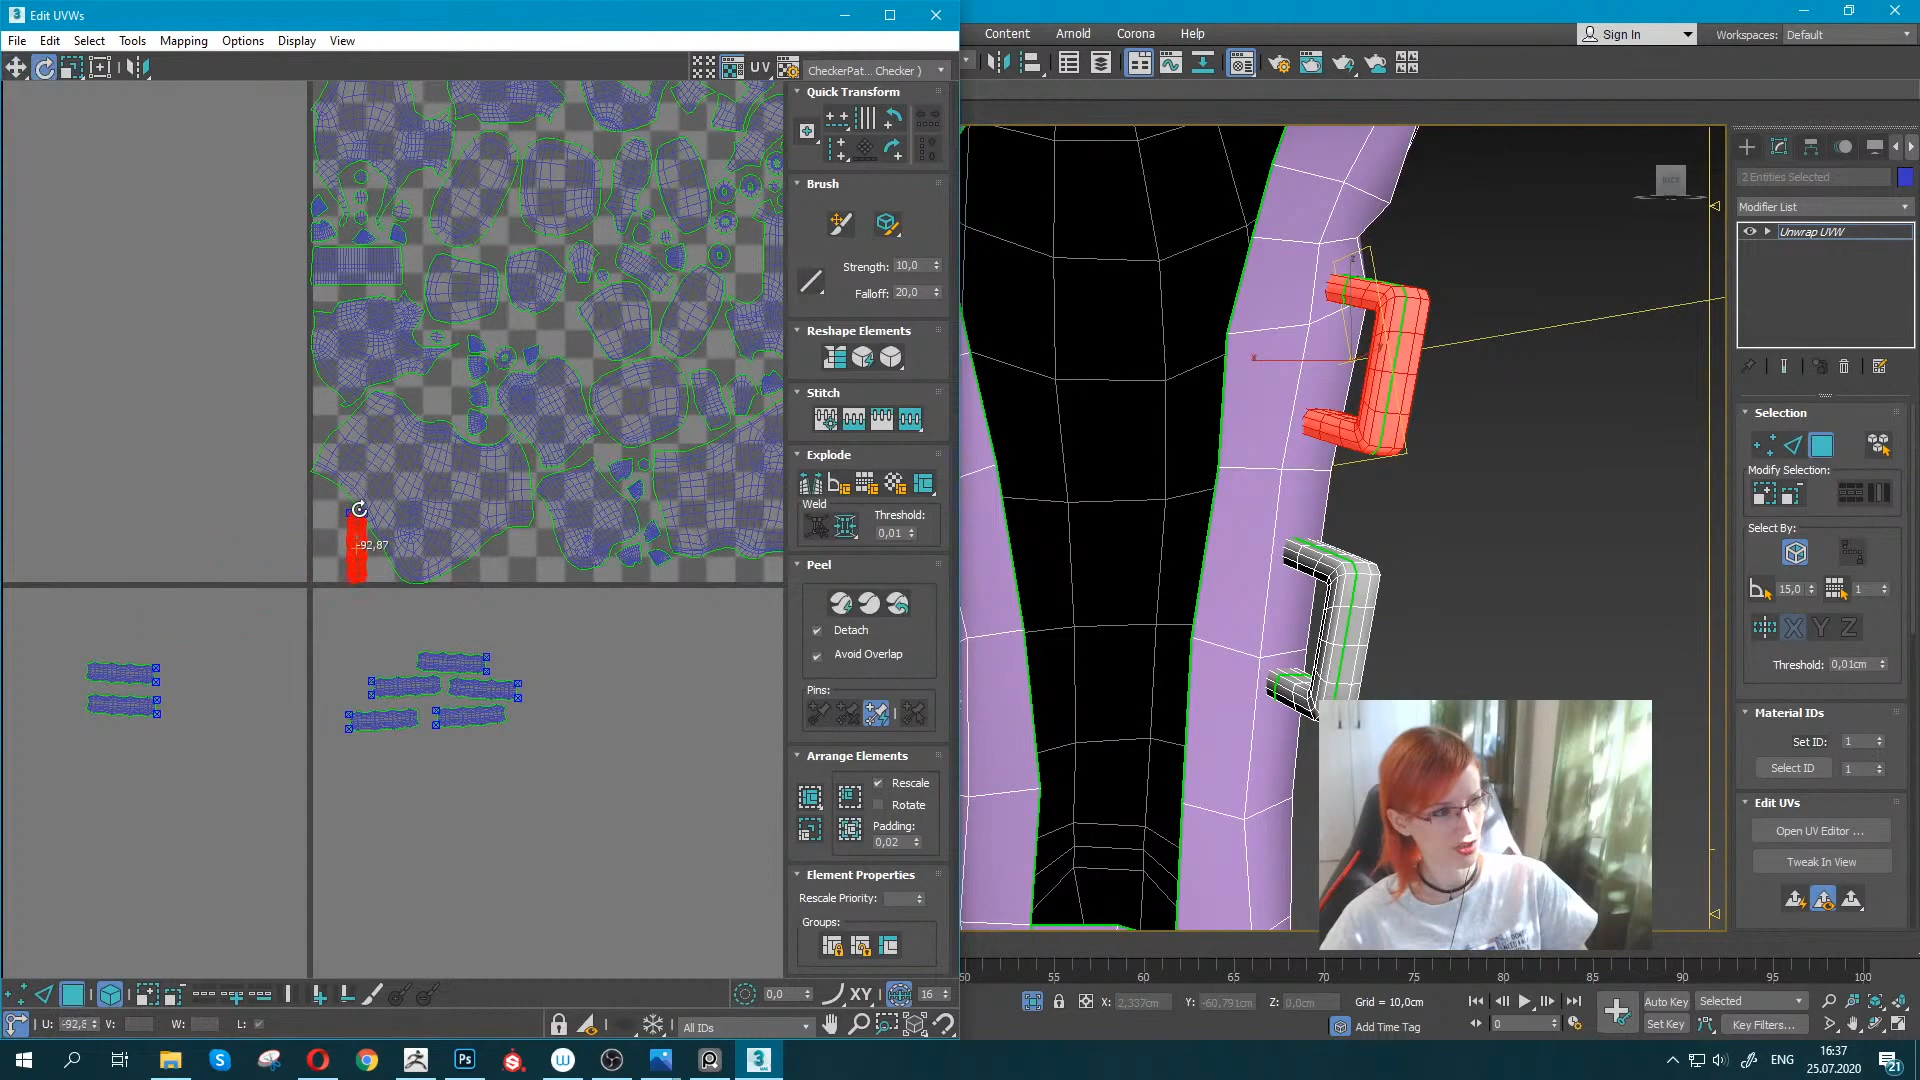 Edit UVWs
File Edit Select Tools Mapping Options Display View
Content Arnold Corona Help
Sign In
Workspaces: Default
UV
CheckerPat... Checker )
Quick Transform
Brush
Strength: 10,0
Falloff: 20,0
Reshape Elements
Stitch
Explode
Weld
Threshold:
0,01
Peel
Detach
Avoid Overlap
Pins:
Arrange Elements
Rescale
Rotate
Padding:
0,02
Element Properties
Rescale Priority:
Groups:
-92,87
BACK
2 Entities Selected
Modifier List
Unwrap UVW
Selection
Modify Selection:
Select By:
15,0
1
X Y Z
Threshold: 0,01cm
Material IDs
Set ID: 1
Select ID 1
Edit UVs
Open UV Editor ...
Tweak In View
50 55 60 65 70 75 80 85 90 95 100
0,0
XY
16
X: 2,337cm Y: -60,791cm Z: 0,0cm Grid = 10,0cm
Add Time Tag
Auto Key Selected
Set Key Key Filters...
0
U: -92,8 V: W: L:
All IDs
ENG
16:37
25.07.2020
21